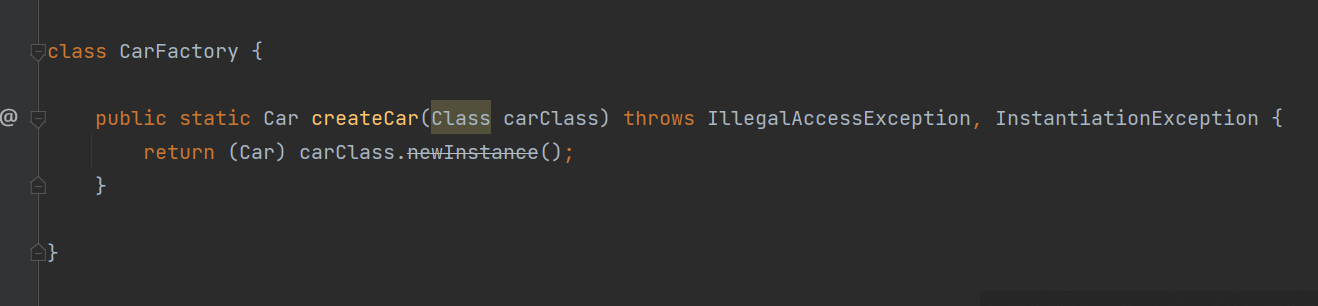 class CarFactory {
@ public static Car createCar(Class carClass) throws IllegalAccessException, InstantiationException {
return (Car) carClass.newInstance();
}
}